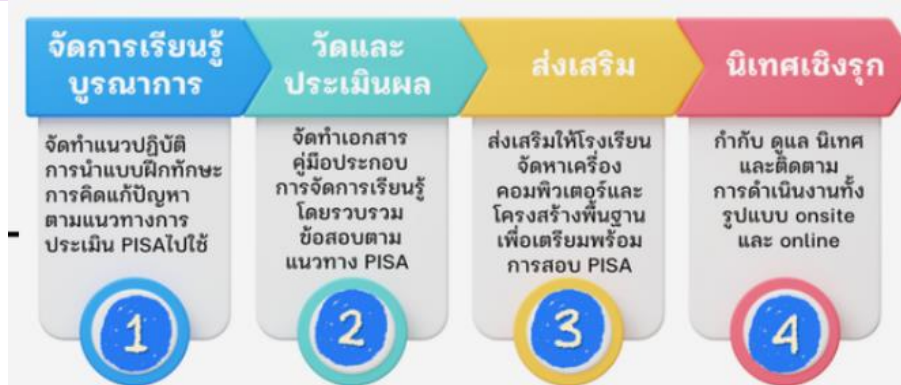 จัดการเรียนรู้
บูรณาการ
จัดทำแนวปฏิบัติ
การนำแบบฝึกทักษะ
การคิดแก้ปัญหา
ตามแนวทางการ
ประเมิน PISAไปใช้
1
วัดและ
ประเมินผล
จัดทำเอกสาร
คู่มือประกอบ
การจัดการเรียนรู้
โดยรวบรวม
ข้อสอบตาม
แนวทาง PISA
2
ส่งเสริม
ส่งเสริมให้โรงเรียน
จัดหาเครื่อง
คอมพิวเตอร์และ
โครงสร้างพื้นฐาน
เพื่อเตรียมพร้อม
การสอบ PISA
3
นิเทศเชิงรุก
กำกับ ดูแล นิเทศ
และติดตาม
การดำเนินงานทั้ง
รูปแบบ onsite
และ online
4